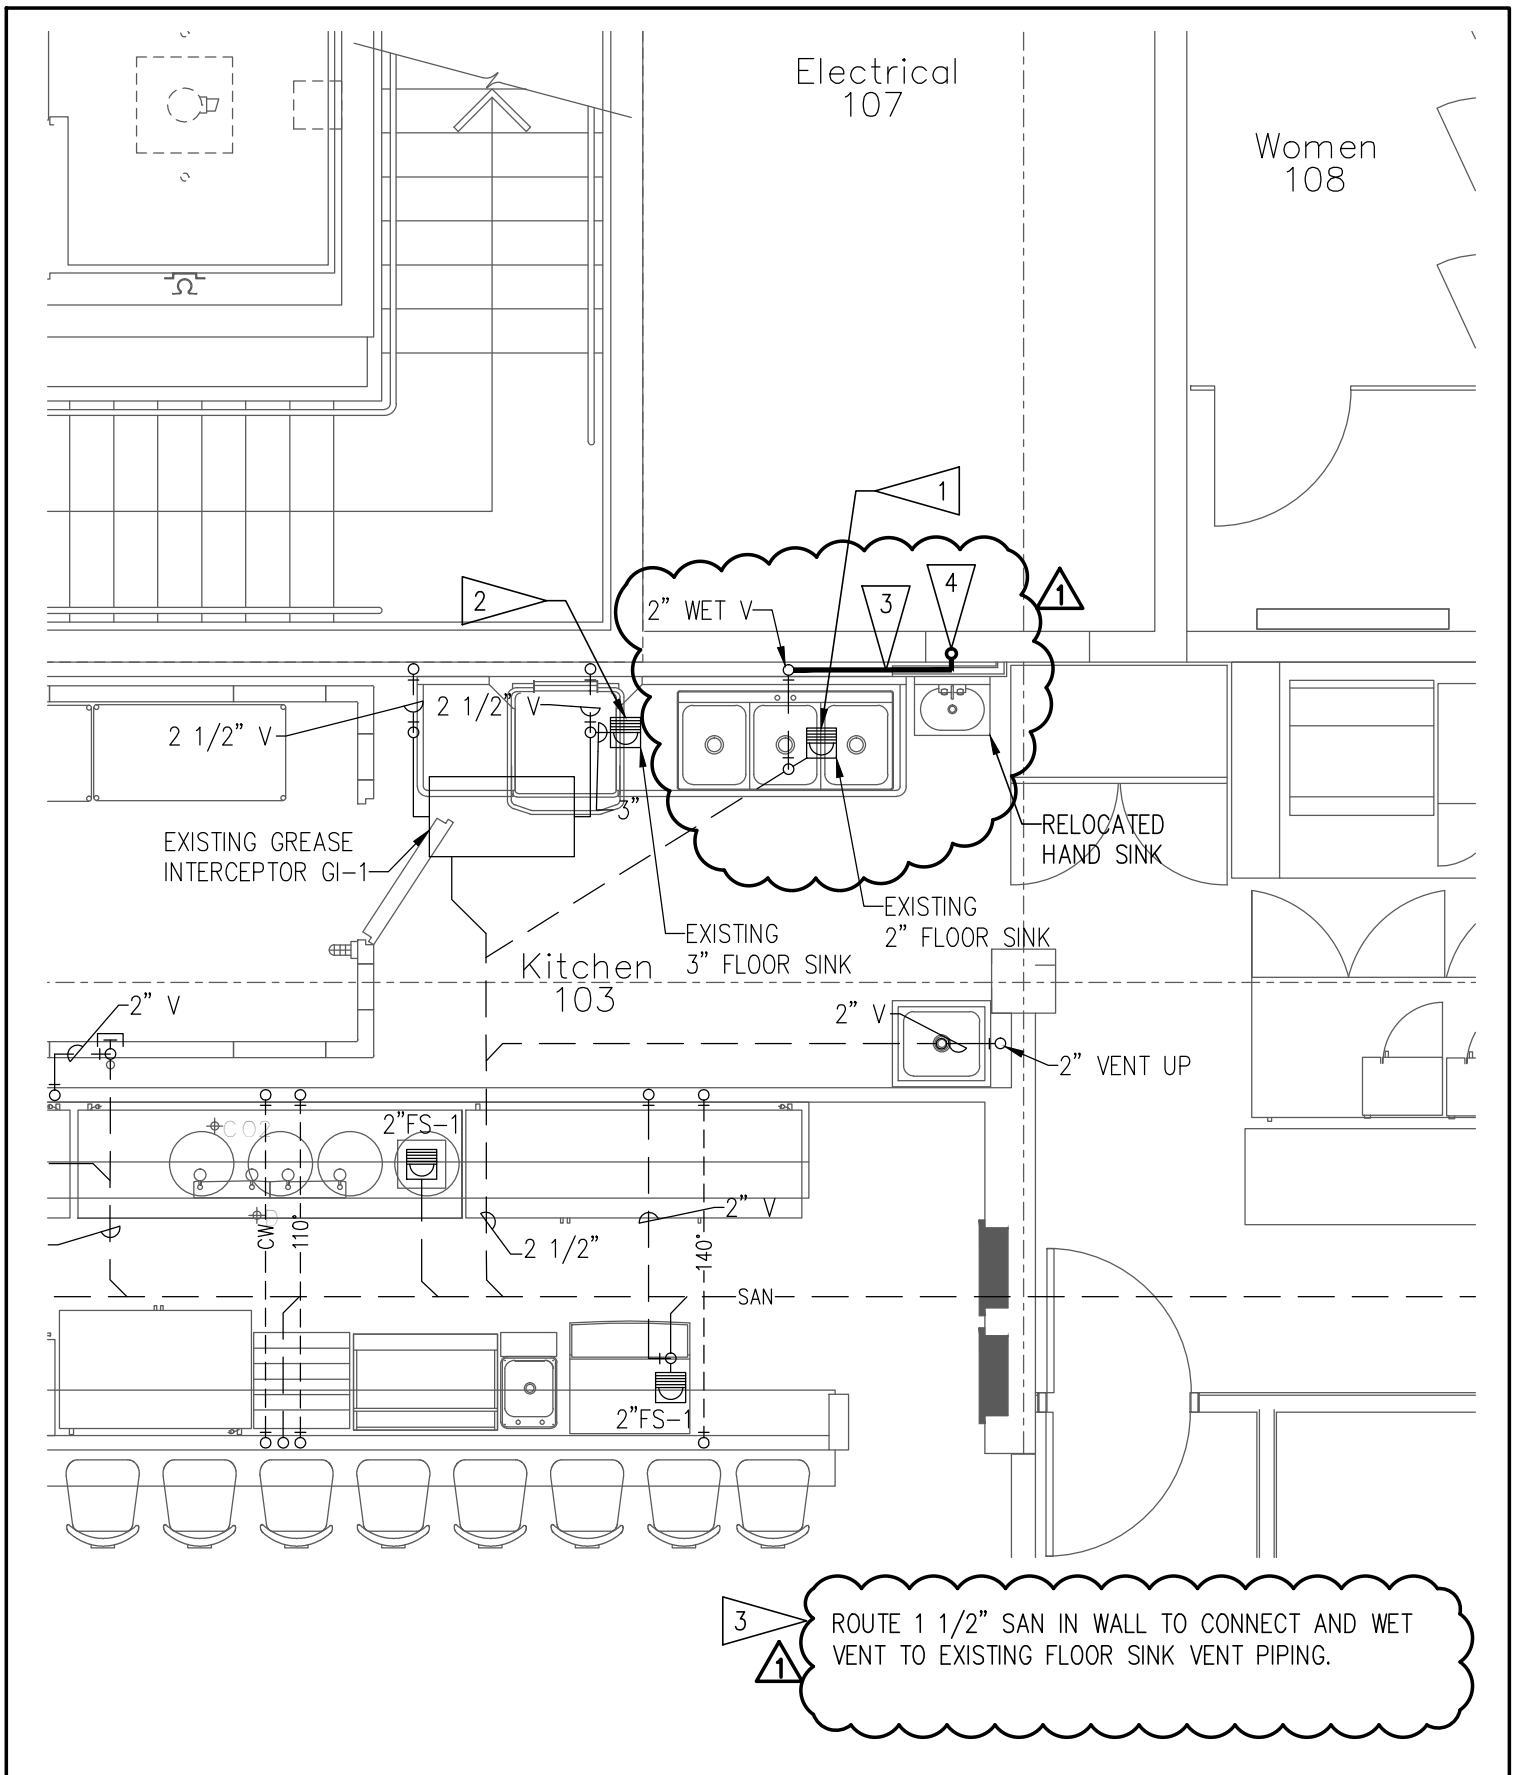 Electrical
107
Women
108
1
2
2" WET V
3
4
1
2 1/2" V
2 1/2" V
3"
EXISTING GREASE
INTERCEPTOR GI-1
RELOCATED
HAND SINK
EXISTING
2" FLOOR SINK
EXISTING
3" FLOOR SINK
Kitchen
103
2" V
2" V
2" VENT UP
CO2
2"FS-1
2" V
2 1/2"
CW
110°
140°
SAN
2"FS-1
3
ROUTE 1 1/2" SAN IN WALL TO CONNECT AND WET
VENT TO EXISTING FLOOR SINK VENT PIPING.
1